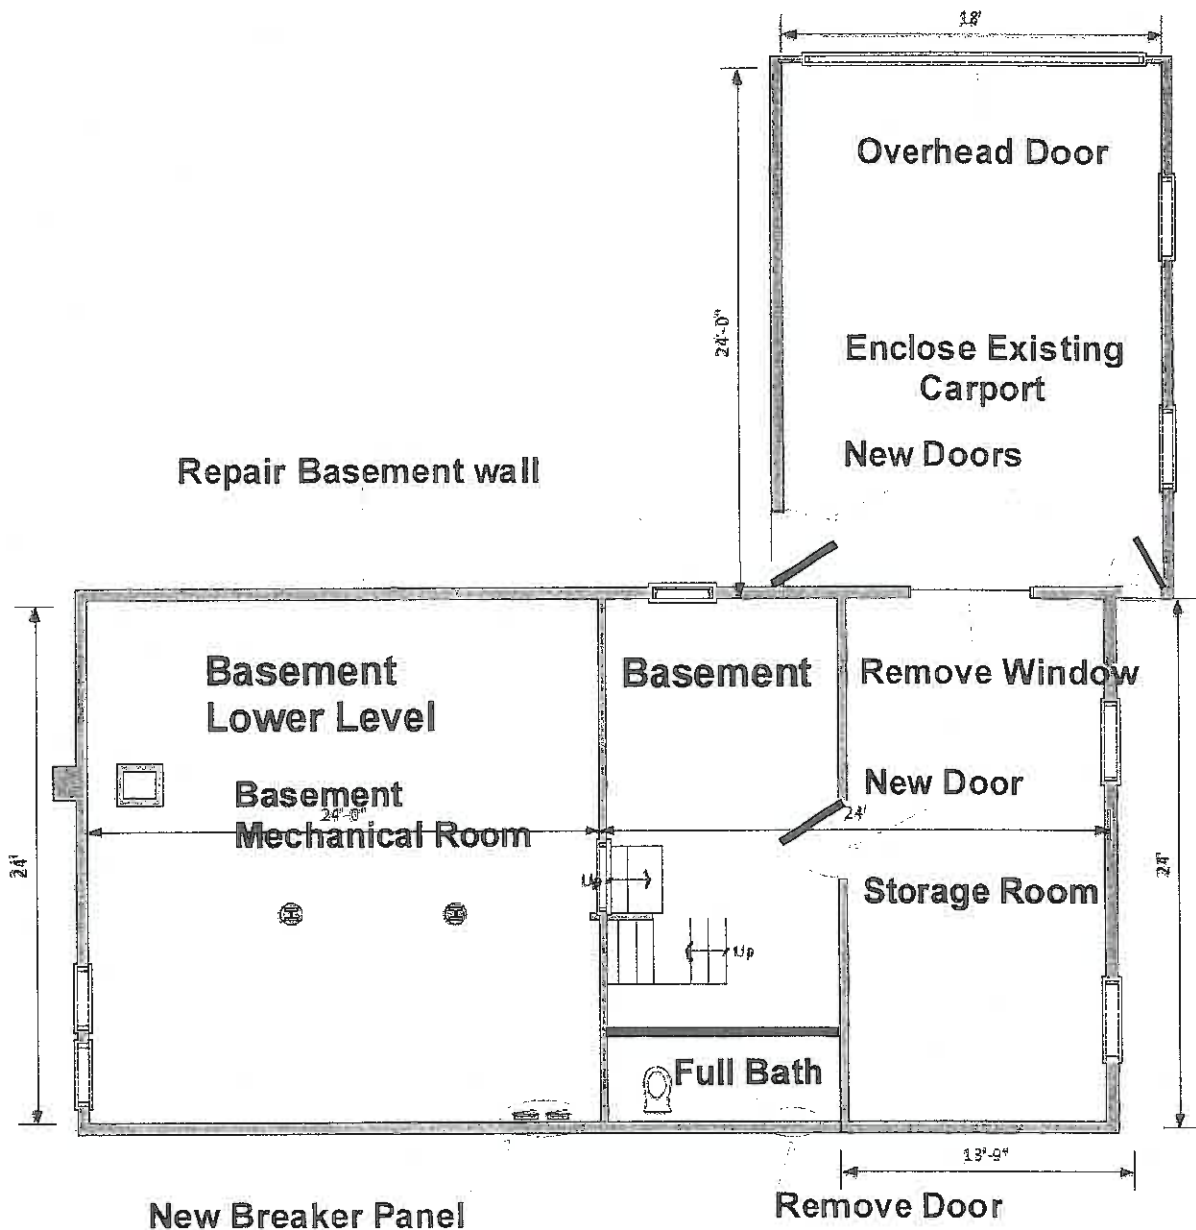 18'
Overhead Door
24'-0"
Enclose Existing
Carport
New Doors
Repair Basement wall
Basement
Lower Level
Basement
Remove Window
Basement
Mechanical Room
24'-0"
New Door
24'
24'
24'
Up
Storage Room
Up
Full Bath
13'-9"
New Breaker Panel
Remove Door